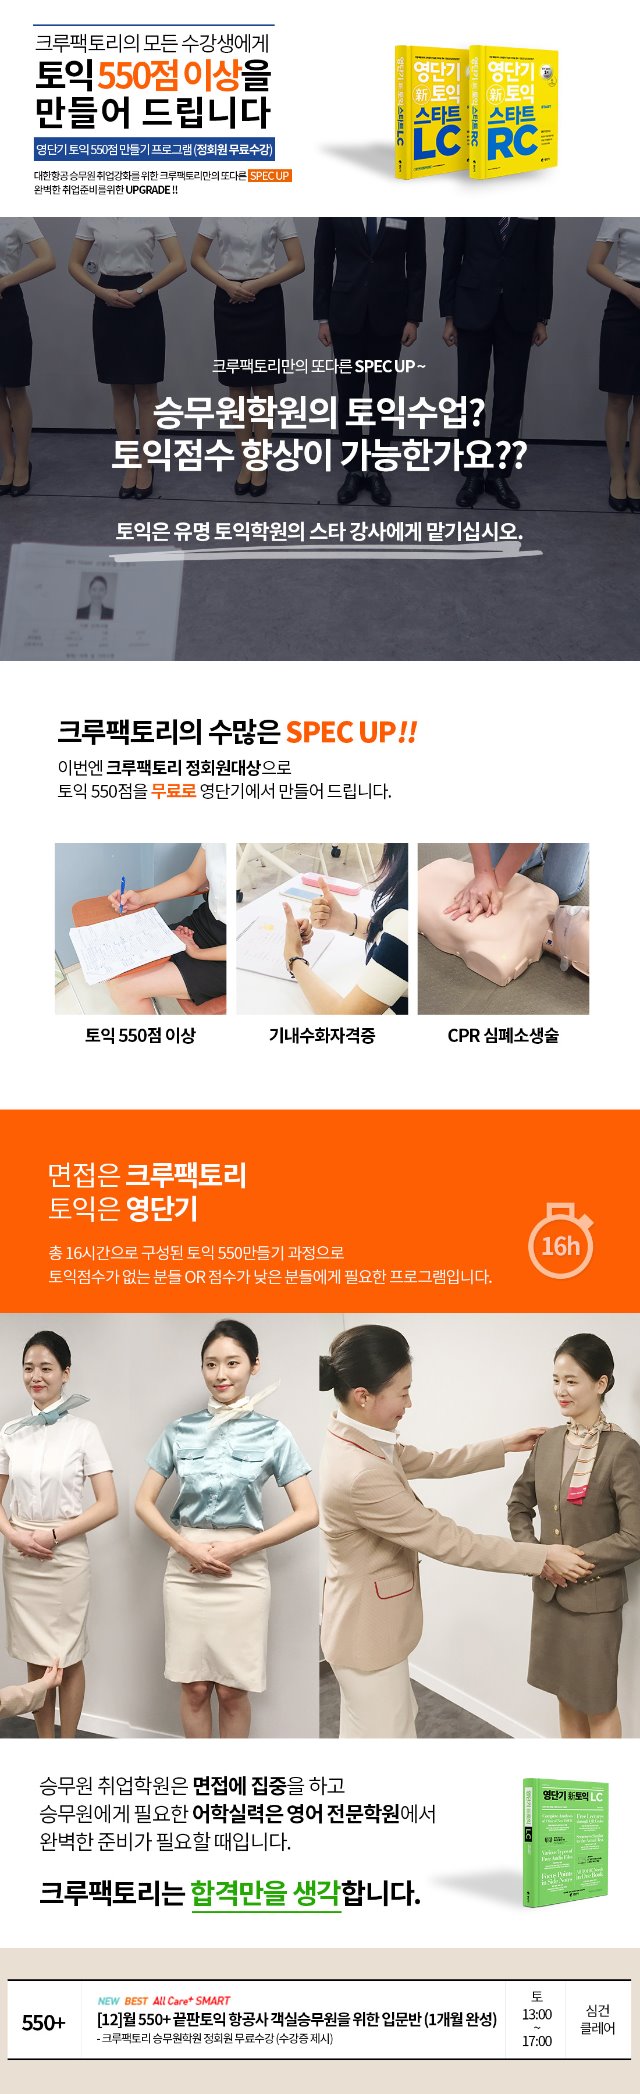 크루팩토리의 모든 수강생에게
토익 550점 이상을
만들어 드립니다
영단기 토익 550점 만들기 프로그램 (정회원 무료수강)
대한항공 승무원 취업강화를 위한 크루팩토리만의 또다른 SPEC UP
완벽한 취업준비를위한 UPGRADE !!
영단기
新 토익
스타트
LC
영단기
新 토익
스타트
RC
크루팩토리만의 또다른 SPEC UP ~
승무원학원의 토익수업?
토익점수 향상이 가능한가요??
토익은 유명 토익학원의 스타 강사에게 맡기십시오.
크루팩토리의 수많은 SPEC UP !!
이번엔 크루팩토리 정회원대상으로
토익 550점을 무료로 영단기에서 만들어 드립니다.
토익 550점 이상
기내수화자격증
CPR 심폐소생술
면접은 크루팩토리
토익은 영단기
총 16시간으로 구성된 토익 550만들기 과정으로
토익점수가 없는 분들 OR 점수가 낮은 분들에게 필요한 프로그램입니다.
16h
승무원 취업학원은 면접에 집중을 하고
승무원에게 필요한 어학실력은 영어 전문학원에서
완벽한 준비가 필요할 때입니다.
크루팩토리는 합격만을 생각합니다.
영단기 新토익 LC
550+
NEW BEST All Care+ SMART
[12]월 550+ 끝판토익 항공사 객실승무원을 위한 입문반 (1개월 완성)
- 크루팩토리 승무원학원 정회원 무료수강 (수강증 제시)
토
13:00
~
17:00
심건
클레어